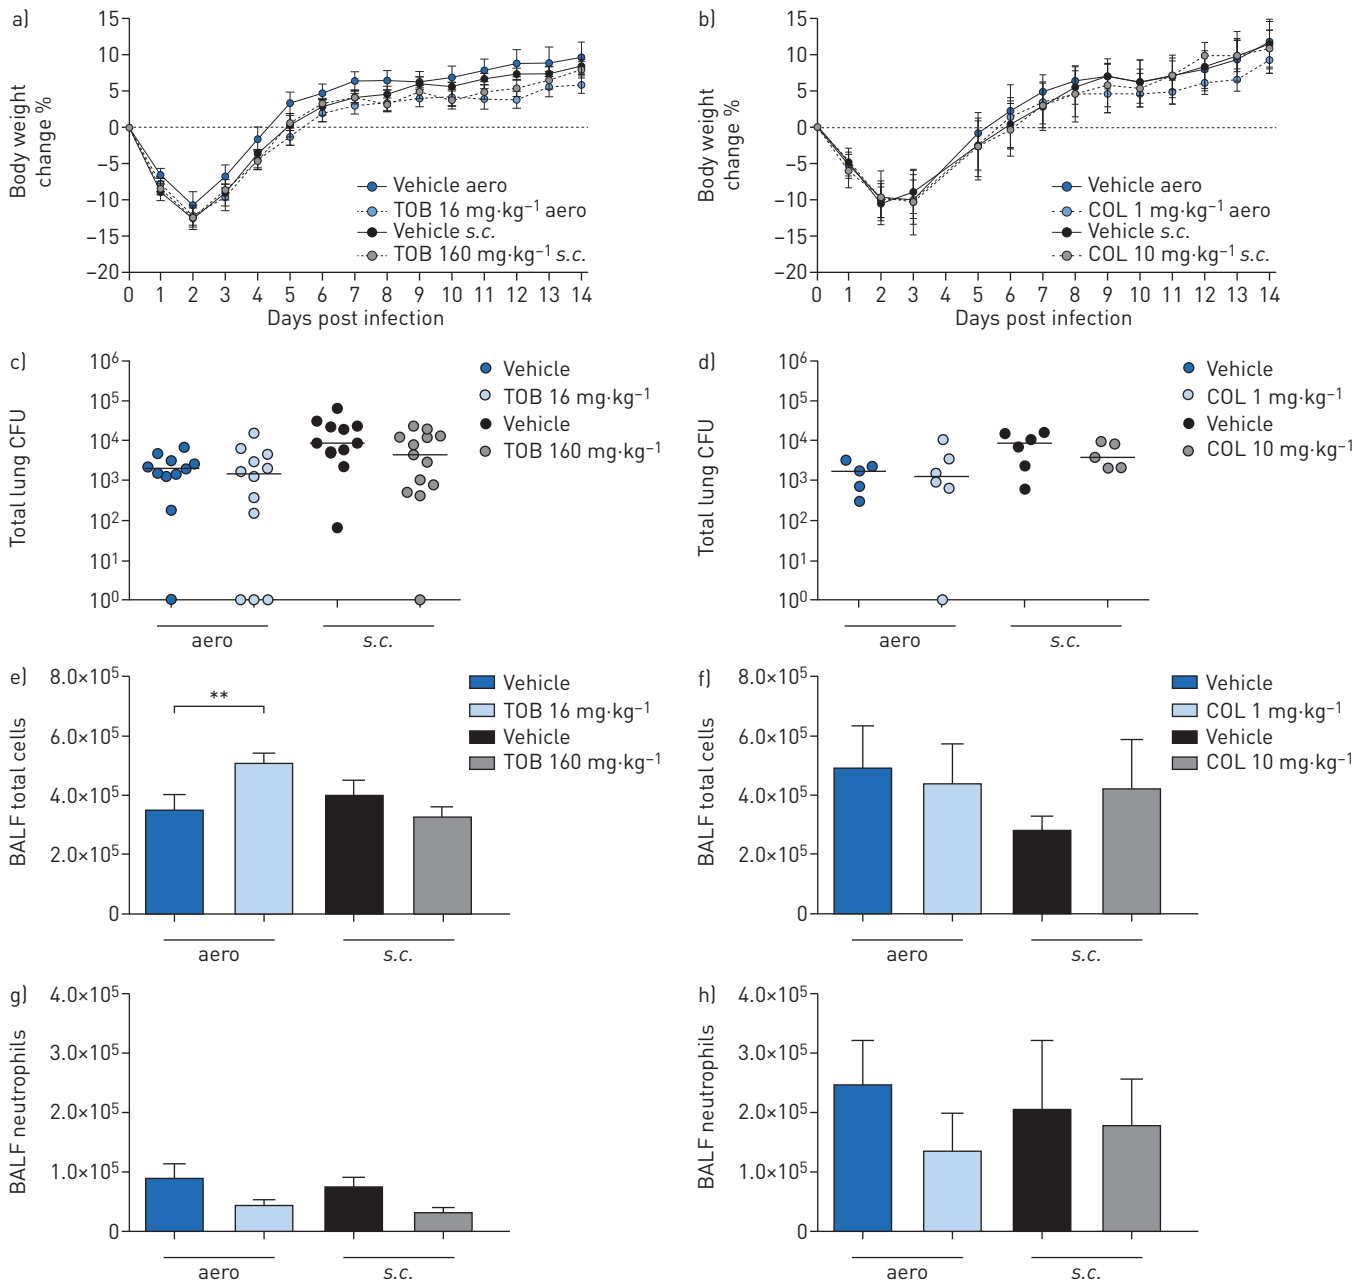 a)
15
10
5
0
−5
−10
−15
−20
Body weight
change %
Vehicle aero
TOB 16 mg·kg⁻¹ aero
Vehicle s.c.
TOB 160 mg·kg⁻¹ s.c.
0 1 2 3 4 5 6 7 8 9 10 11 12 13 14
Days post infection
b)
15
10
5
0
−5
−10
−15
−20
Body weight
change %
Vehicle aero
COL 1 mg·kg⁻¹ aero
Vehicle s.c.
COL 10 mg·kg⁻¹ s.c.
0 1 2 3 4 5 6 7 8 9 10 11 12 13 14
Days post infection
c)
10⁶
10⁵
10⁴
10³
10²
10¹
10⁰
Total lung CFU
Vehicle
TOB 16 mg·kg⁻¹
Vehicle
TOB 160 mg·kg⁻¹
aero s.c.
d)
10⁶
10⁵
10⁴
10³
10²
10¹
10⁰
Total lung CFU
Vehicle
COL 1 mg·kg⁻¹
Vehicle
COL 10 mg·kg⁻¹
aero s.c.
e)
8.0×10⁵
6.0×10⁵
4.0×10⁵
2.0×10⁵
0
BALF total cells
**
Vehicle
TOB 16 mg·kg⁻¹
Vehicle
TOB 160 mg·kg⁻¹
aero s.c.
f)
8.0×10⁵
6.0×10⁵
4.0×10⁵
2.0×10⁵
0
BALF total cells
Vehicle
COL 1 mg·kg⁻¹
Vehicle
COL 10 mg·kg⁻¹
aero s.c.
g)
4.0×10⁵
3.0×10⁵
2.0×10⁵
1.0×10⁵
0
BALF neutrophils
aero s.c.
h)
4.0×10⁵
3.0×10⁵
2.0×10⁵
1.0×10⁵
0
BALF neutrophils
aero s.c.